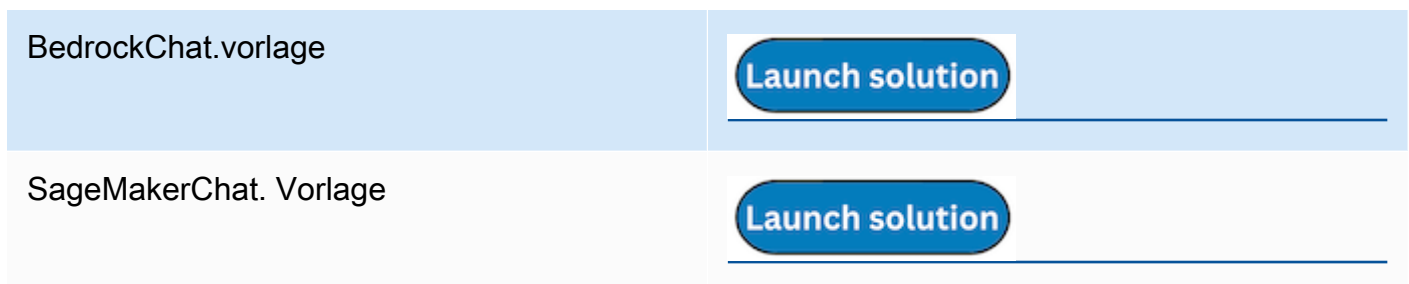 BedrockChat.vorlage
Launch solution
SageMakerChat. Vorlage
Launch solution